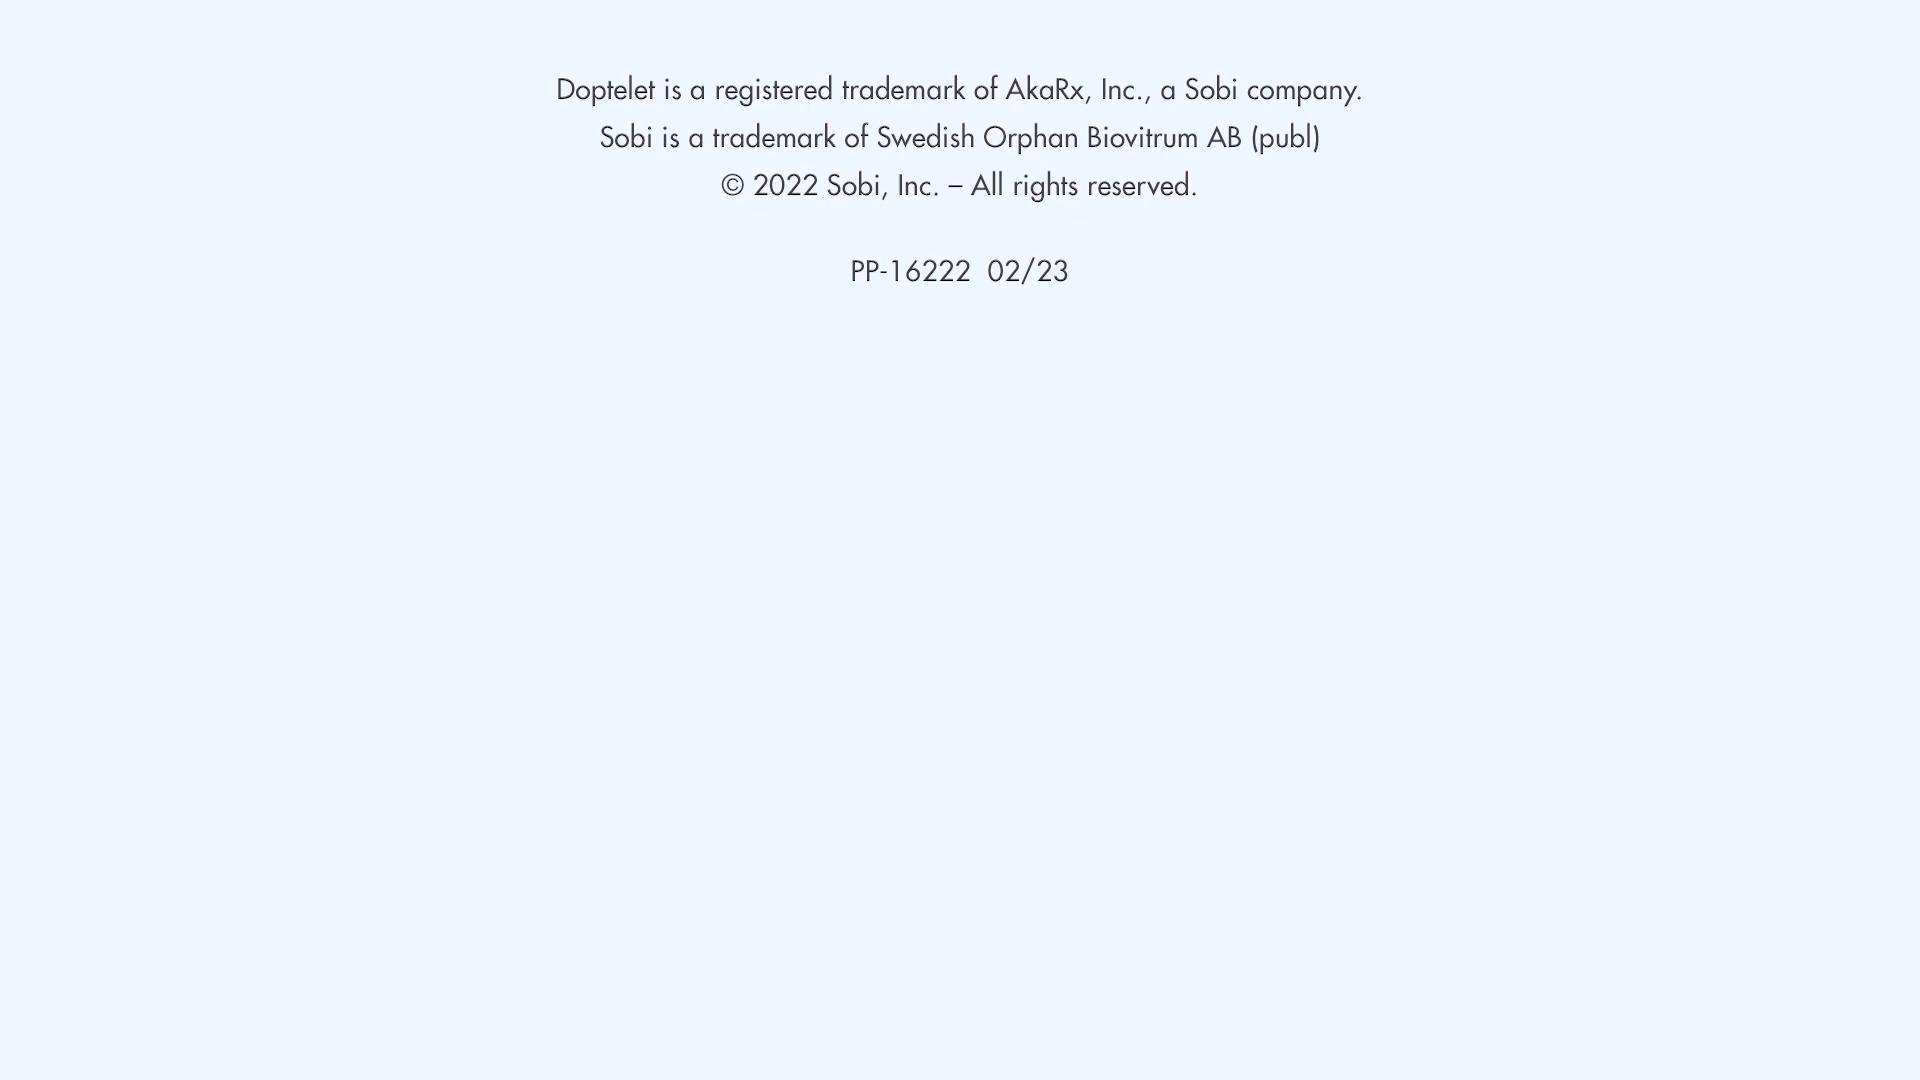 Doptelet is a registered trademark of AkaRx, Inc., a Sobi company.
Sobi is a trademark of Swedish Orphan Biovitrum AB (publ)
© 2022 Sobi, Inc. – All rights reserved.
PP-16222  02/23